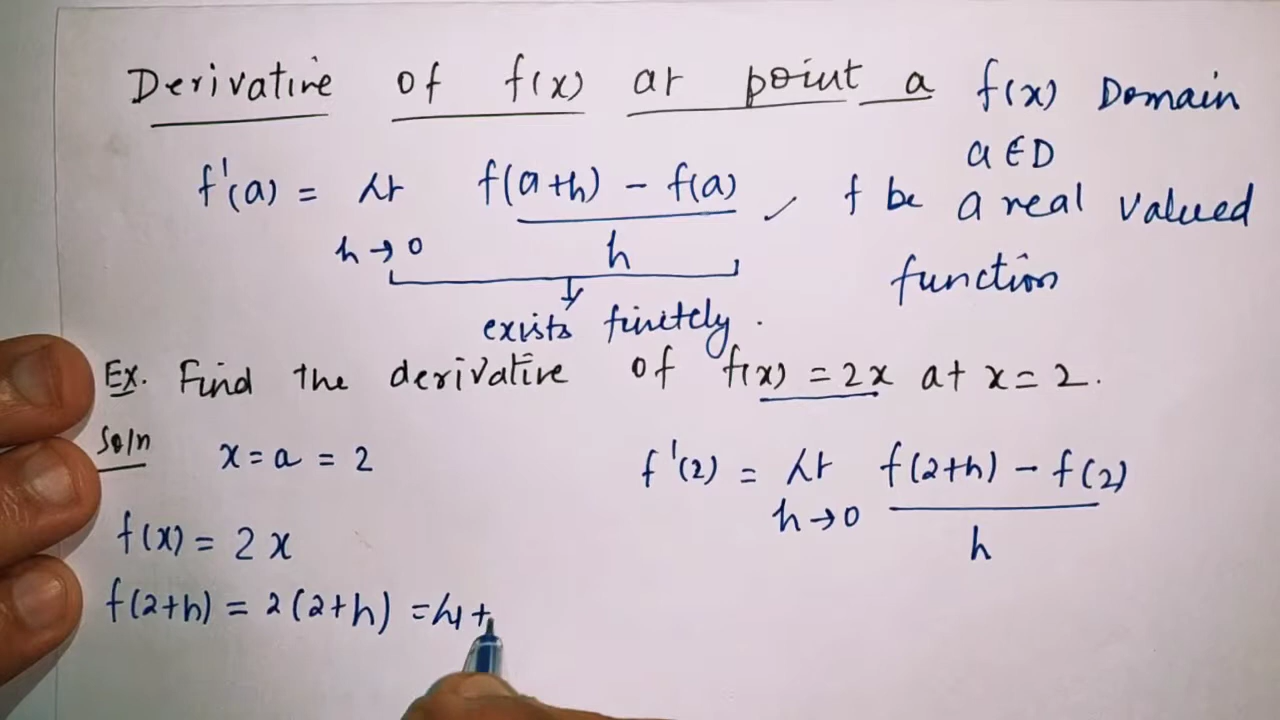 Derivative of f(x) at point a
f(x) Domain
a ∈ D
f'(a) = Lt h→0 f(a+h) - f(a) / h ✓
f be a real valued
function
exists finitely.
Ex. Find the derivative of f(x) = 2x at x = 2.
Soln
x = a = 2
f'(2) = Lt h→0 f(2+h) - f(2) / h
f(x) = 2x
f(2+h) = 2(2+h) = 4+